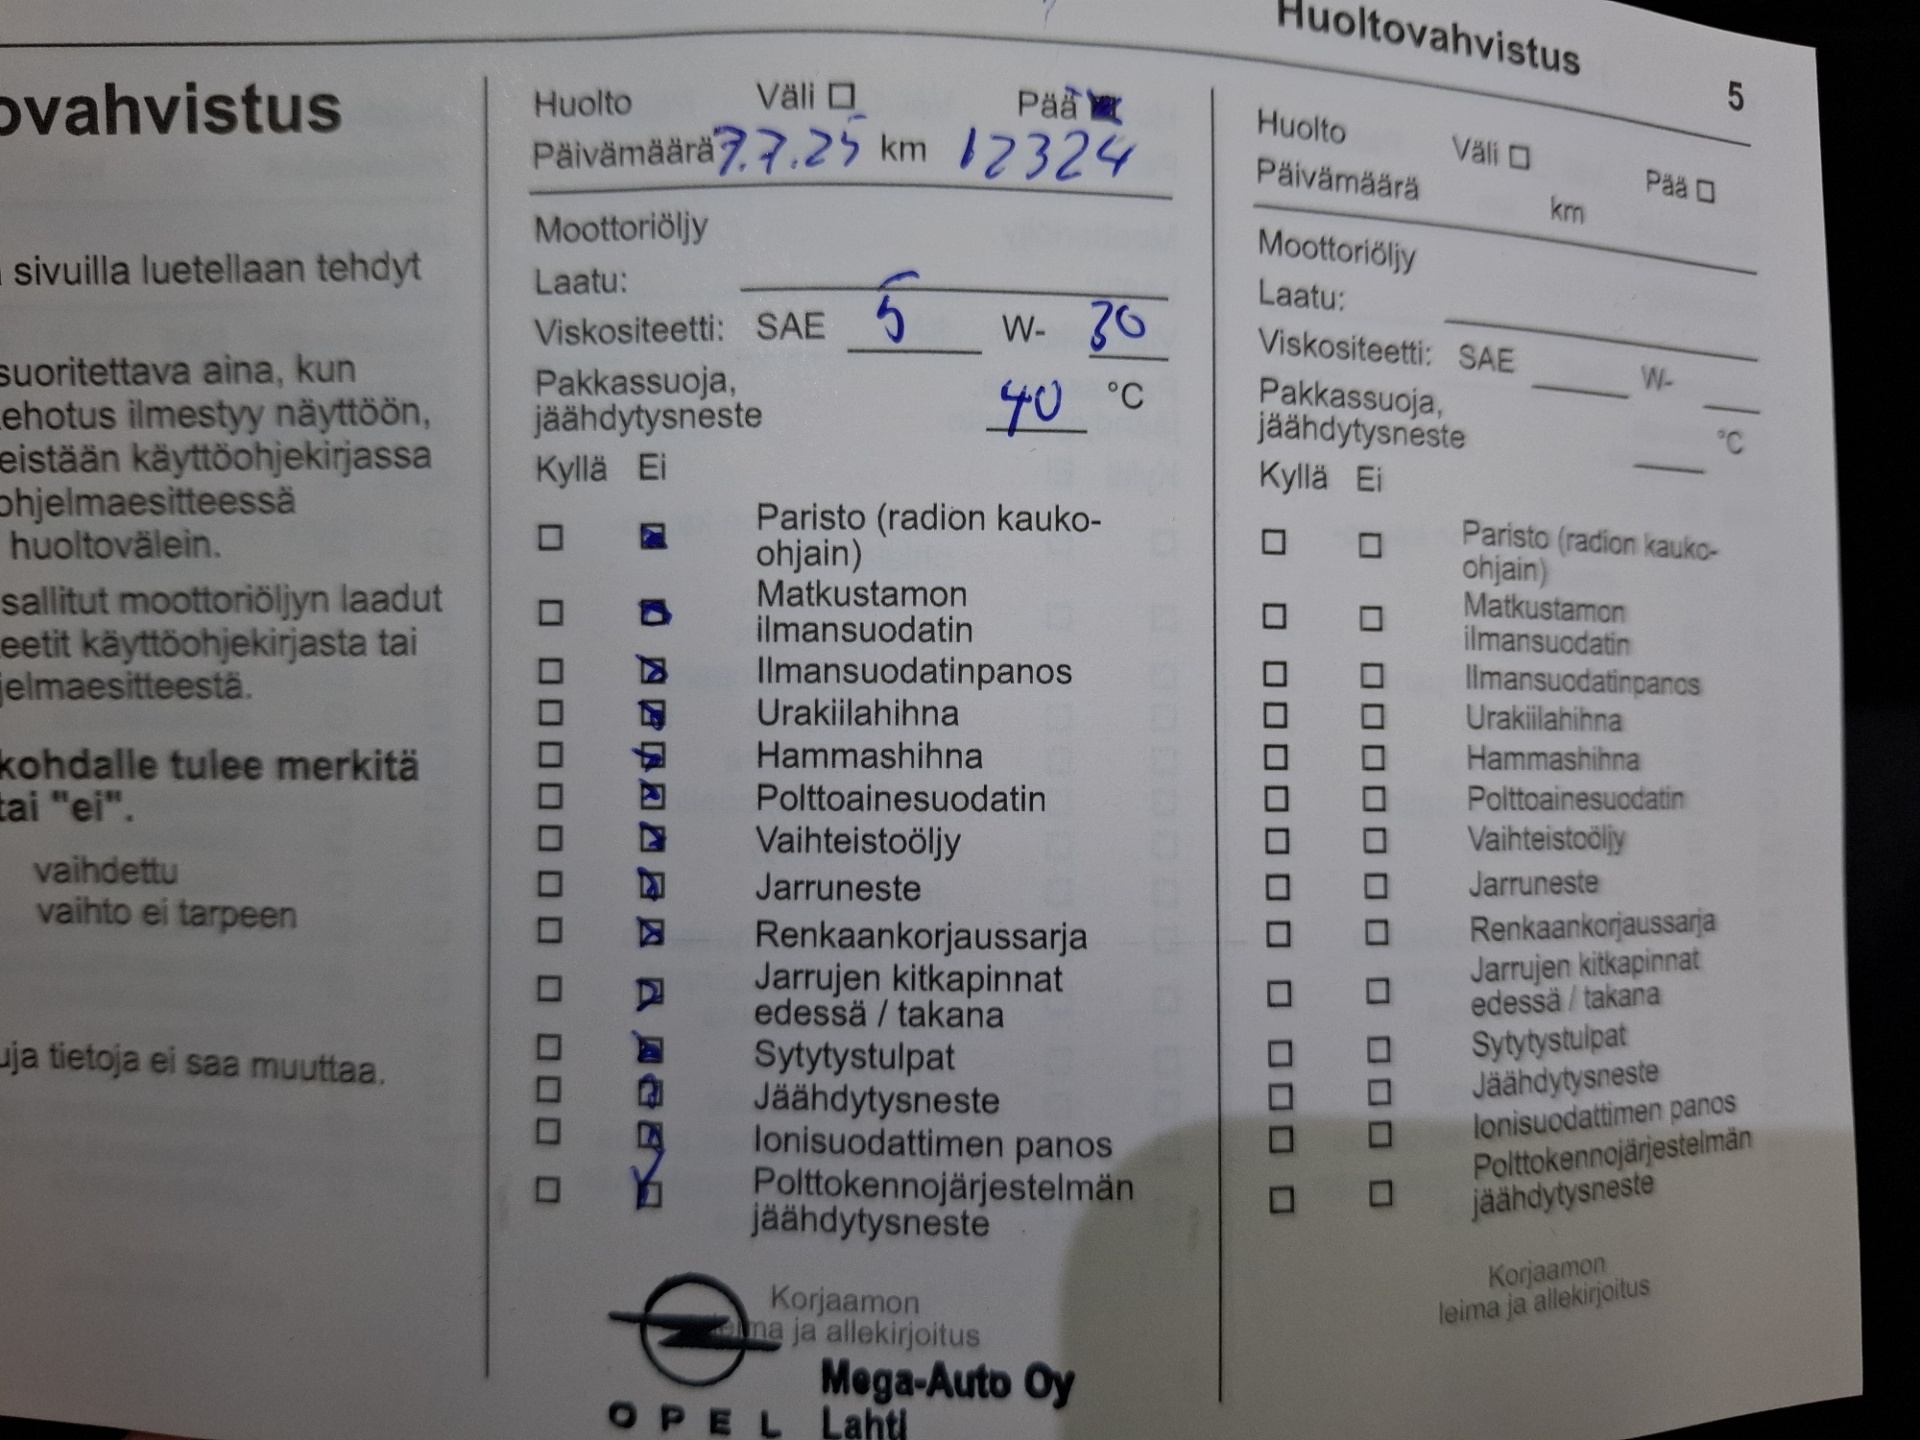 Huoltovahvistus
5
ovahvistus
sivuilla luetellaan tehdyt
suoritettava aina, kun
ehotus ilmestyy näyttöön,
eistään käyttöohjekirjassa
ohjelmaesitteessä
huoltovälein.
sallitut moottoriöljyn laadut
eetit käyttöohjekirjasta tai
jelmaesitteestä.
kohdalle tulee merkitä
tai "ei".
vaihdettu
vaihto ei tarpeen
uja tietoja ei saa muuttaa.
Huolto Väli Pää
Päivämäärä 7.7.25 km 12324
Moottoriöljy
Laatu:
Viskositeetti: SAE 5 W- 30
Pakkassuoja,
jäähdytysneste 40 °C
Kyllä Ei
Paristo (radion kauko-
ohjain)
Matkustamon
ilmansuodatin
Ilmansuodatinpanos
Urakiilahihna
Hammashihna
Polttoainesuodatin
Vaihteistoöljy
Jarruneste
Renkaankorjaussarja
Jarrujen kitkapinnat
edessä / takana
Sytytystulpat
Jäähdytysneste
Ionisuodattimen panos
Polttokennojärjestelmän
jäähdytysneste
Korjaamon
leima ja allekirjoitus
Mega-Auto Oy
OPEL Lahti
Huolto Väli Pää
Päivämäärä km
Moottoriöljy
Laatu:
Viskositeetti: SAE W-
Pakkassuoja,
jäähdytysneste °C
Kyllä Ei
Paristo (radion kauko-
ohjain)
Matkustamon
ilmansuodatin
Ilmansuodatinpanos
Urakiilahihna
Hammashihna
Polttoainesuodatin
Vaihteistoöljy
Jarruneste
Renkaankorjaussarja
Jarrujen kitkapinnat
edessä / takana
Sytytystulpat
Jäähdytysneste
Ionisuodattimen panos
Polttokennojärjestelmän
jäähdytysneste
Korjaamon
leima ja allekirjoitus